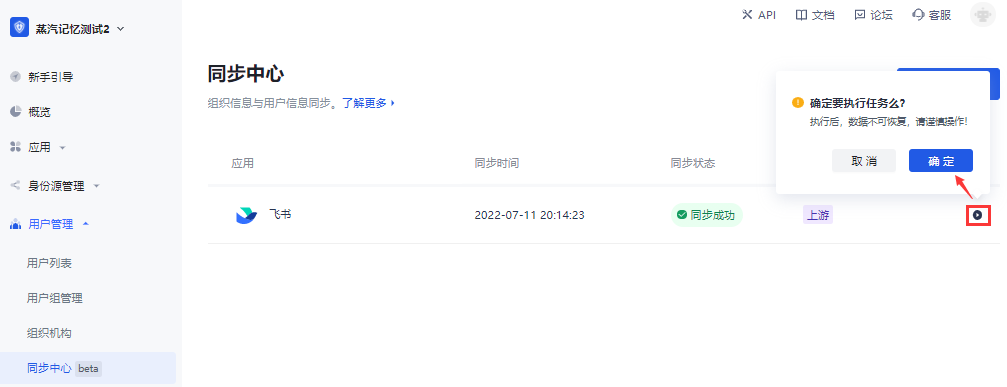 蒸汽记忆测试2
API
文档
论坛
客服
新手引导
概览
应用
身份源管理
用户管理
用户列表
用户组管理
组织机构
同步中心 beta
同步中心
组织信息与用户信息同步。了解更多
确定要执行任务么?
执行后，数据不可恢复，请谨慎操作!
取 消
确 定
应用
同步时间
同步状态
飞书
2022-07-11 20:14:23
同步成功
上游